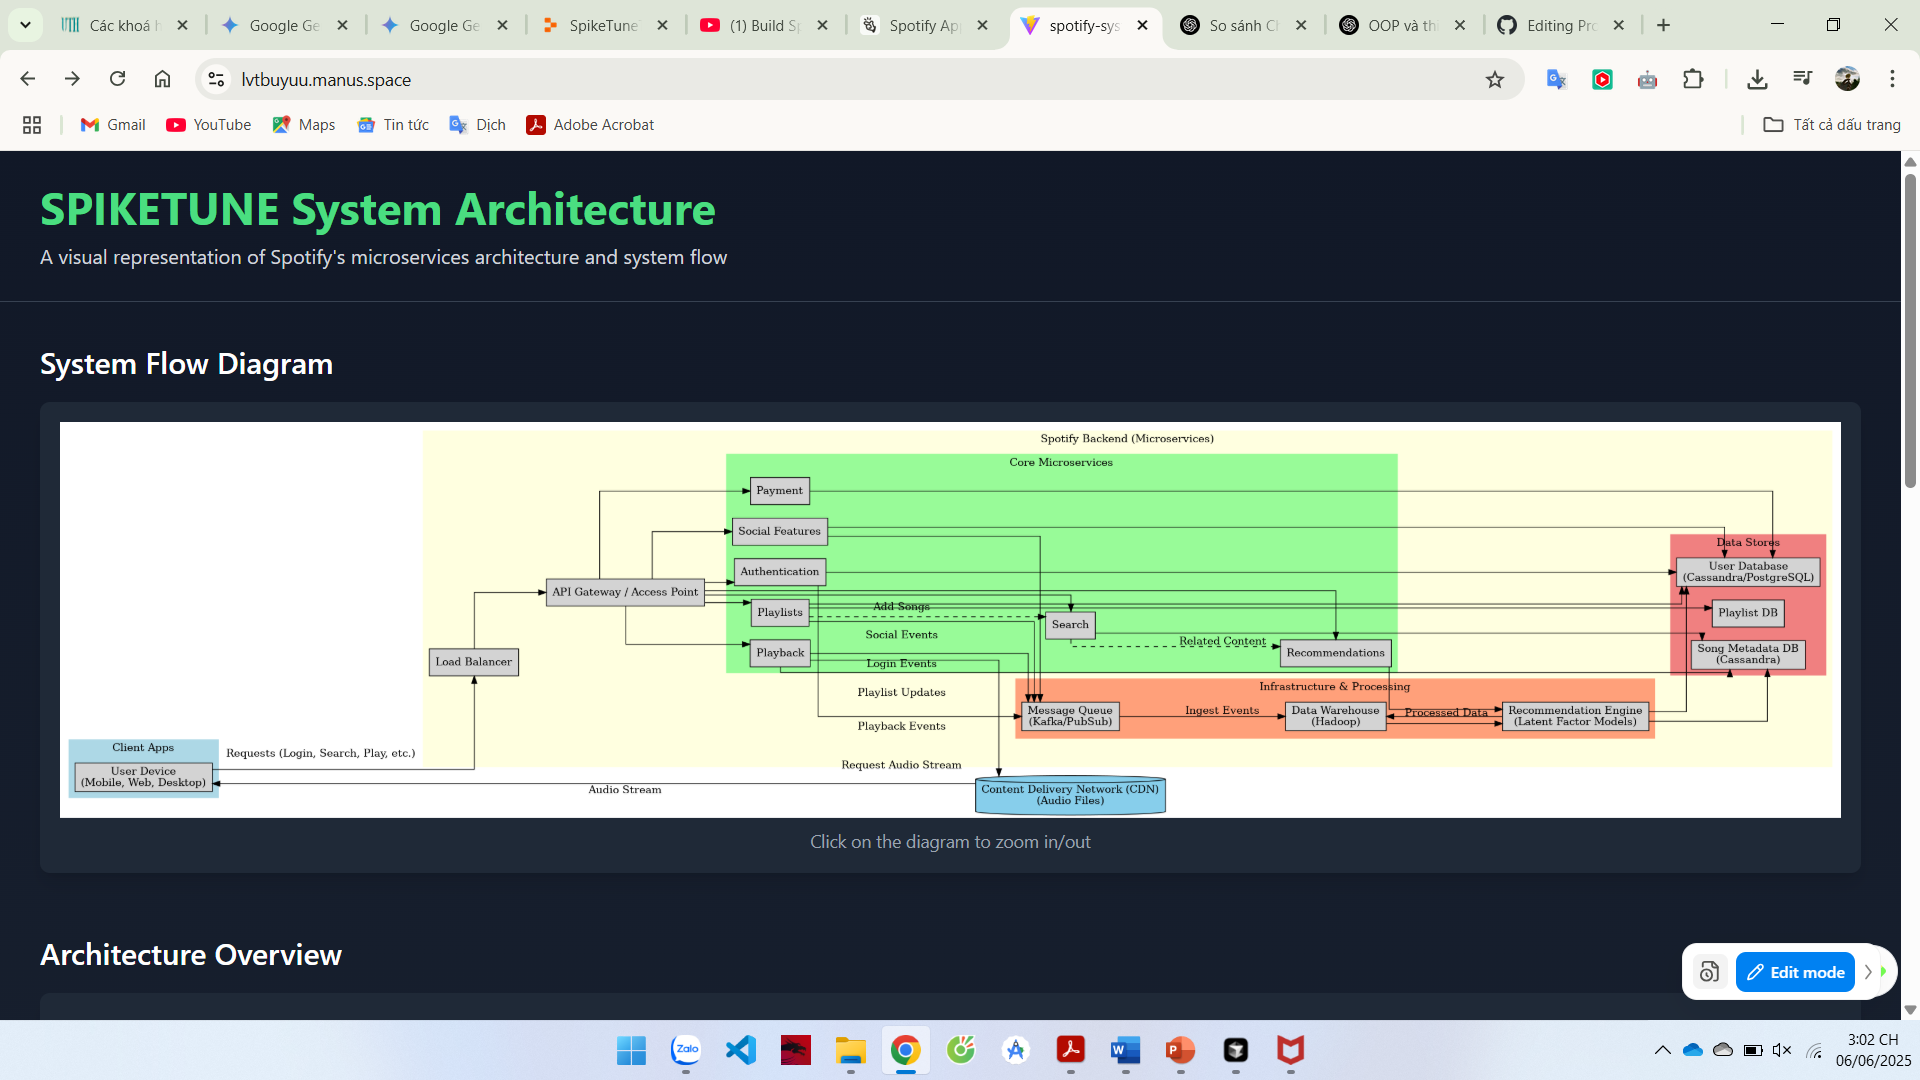 Các khoá h
Google Ge
Google Ge
SpikeTune
(1) Build Sp
Spotify Ap
spotify-sys
So sánh Ch
OOP và th
Editing Pro
lvtbuyuu.manus.space
Gmail
YouTube
Maps
Tin tức
Dịch
Adobe Acrobat
Tất cả dấu trang
SPIKETUNE System Architecture
A visual representation of Spotify's microservices architecture and system flow
System Flow Diagram
Spotify Backend (Microservices)
Core Microservices
Payment
Social Features
Authentication
API Gateway / Access Point
Playlists
Playback
Load Balancer
Add Songs
Social Events
Login Events
Playlist Updates
Playback Events
Request Audio Stream
Search
Related Content
Recommendations
Data Stores
User Database
(Cassandra/PostgreSQL)
Playlist DB
Song Metadata DB
(Cassandra)
Infrastructure & Processing
Message Queue
(Kafka/PubSub)
Ingest Events
Data Warehouse
(Hadoop)
Processed Data
Recommendation Engine
(Latent Factor Models)
Client Apps
User Device
(Mobile, Web, Desktop)
Requests (Login, Search, Play, etc.)
Audio Stream
Content Delivery Network (CDN)
(Audio Files)
Click on the diagram to zoom in/out
Architecture Overview
Edit mode
Zalo
3:02 CH
06/06/2025